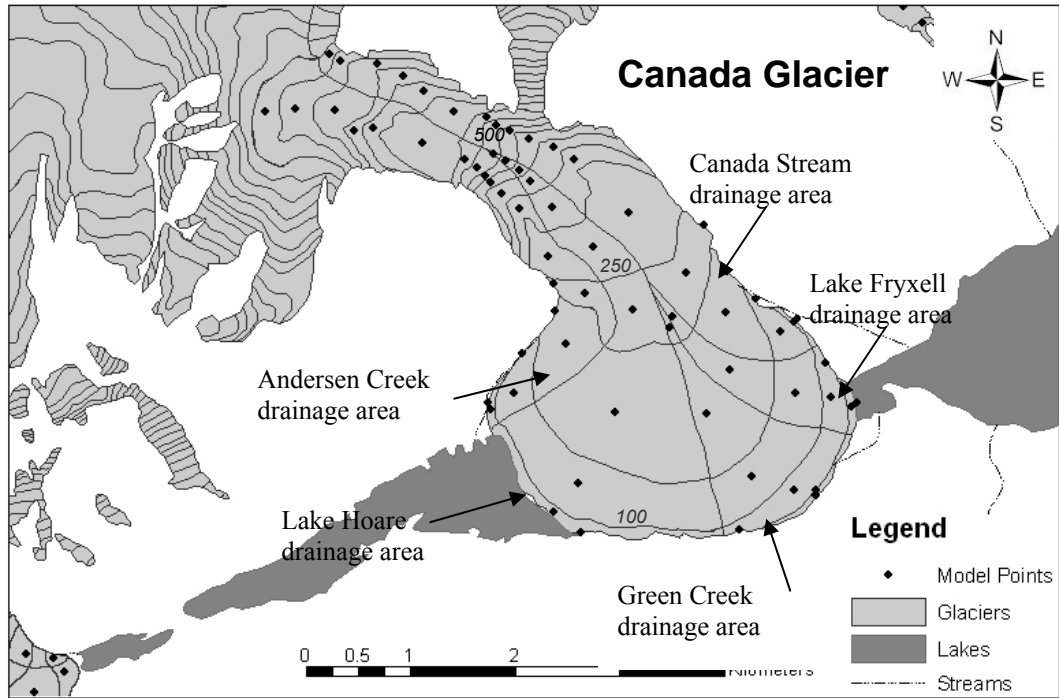 Canada Glacier
N
W E
S
500
Canada Stream
drainage area
250
Lake Fryxell
drainage area
Andersen Creek
drainage area
Lake Hoare
drainage area
100
Green Creek
drainage area
Legend
Model Points
Glaciers
Lakes
Streams
0 0.5 1 2
Kilometers